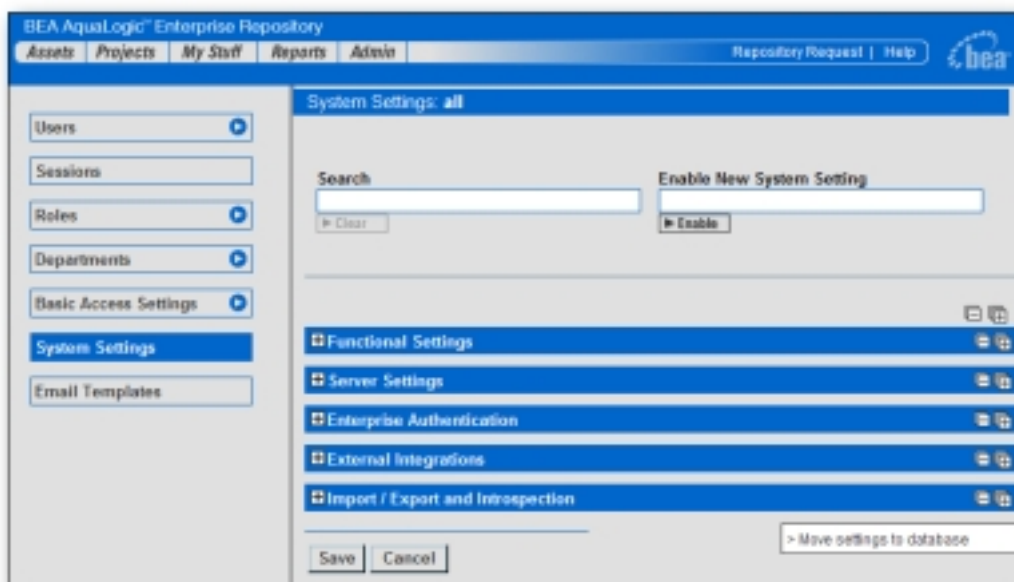 BEA AquaLogic™ Enterprise Repository
Assets Projects My Stuff Reports Admin Repository Request | Help bea
Users
Sessions
Roles
Departments
Basic Access Settings
System Settings
Email Templates
System Settings: all
Search Enable New System Setting
Clear Enable
Functional Settings
Server Settings
Enterprise Authentication
External Integrations
Import / Export and Introspection
> Move settings to database
Save Cancel